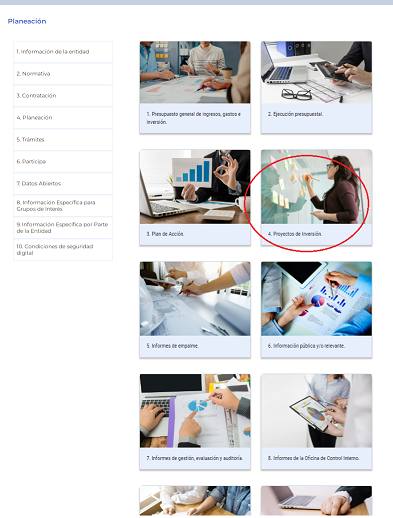 Planeación
1. Información de la entidad
2. Normativa
3. Contratación
4. Planeación
5. Trámites
6. Participa
7. Datos Abiertos
8. Información Específica para
Grupos de Interés
9. Información Específica por Parte
de la Entidad
10. Condiciones de seguridad
digital
1. Presupuesto general de ingresos, gastos e
inversión.
2. Ejecución presupuestal.
3. Plan de Acción.
4. Proyectos de Inversión.
5. Informes de empalme.
6. Información pública y/o relevante.
7. Informes de gestión, evaluación y auditoría.
8. Informes de la Oficina de Control Interno.